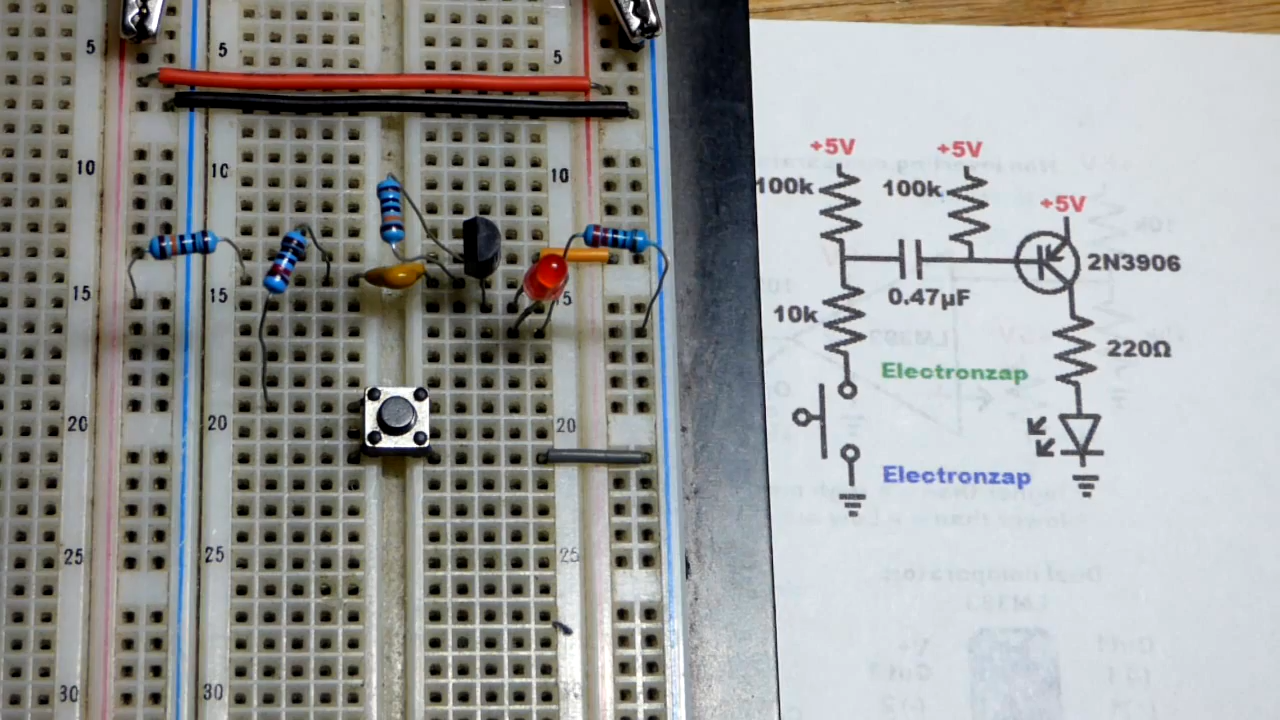 5 5 5
+5V +5V
10 10 10
100k 100k
+5V
2N3906
15 15 15
0.47µF
10k
220Ω
Electronzap
20 20 20
Electronzap
25 25 25
30 30 30